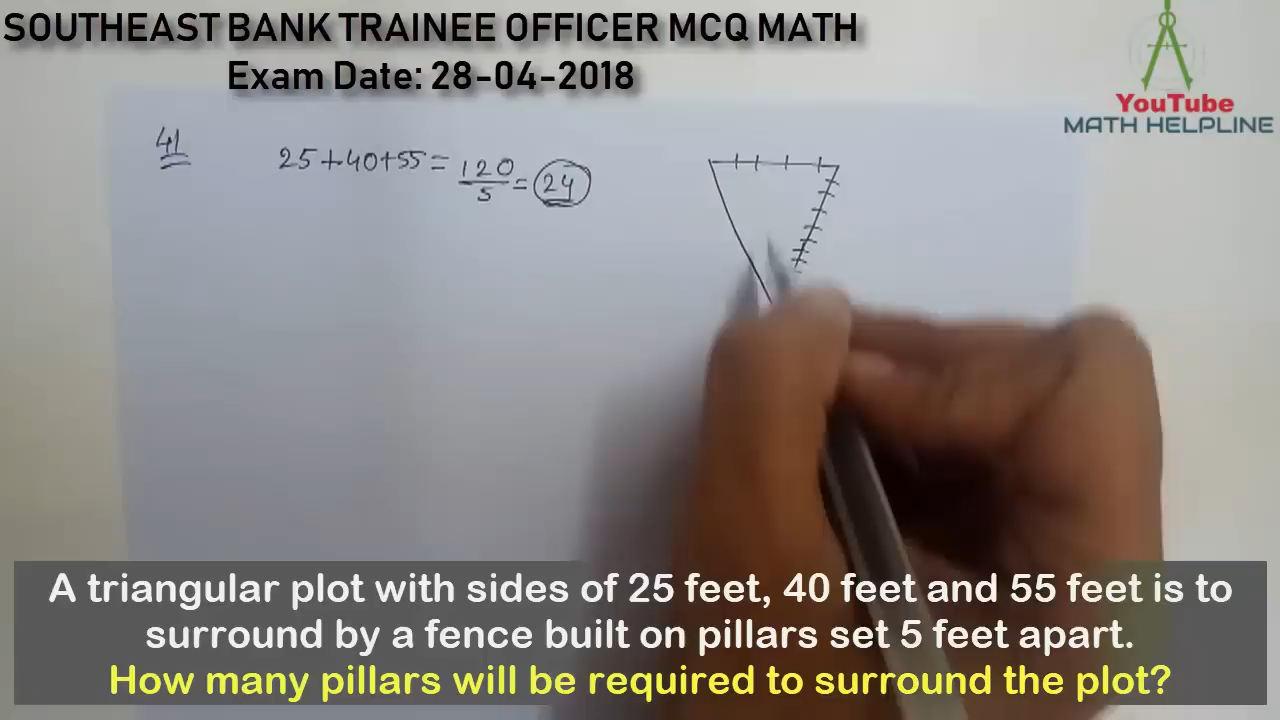 SOUTHEAST BANK TRAINEE OFFICER MCQ MATH
Exam Date: 28-04-2018
YouTube
MATH HELPLINE
41
25+40+55 = 120/5 = 24
A triangular plot with sides of 25 feet, 40 feet and 55 feet is to
surround by a fence built on pillars set 5 feet apart.
How many pillars will be required to surround the plot?